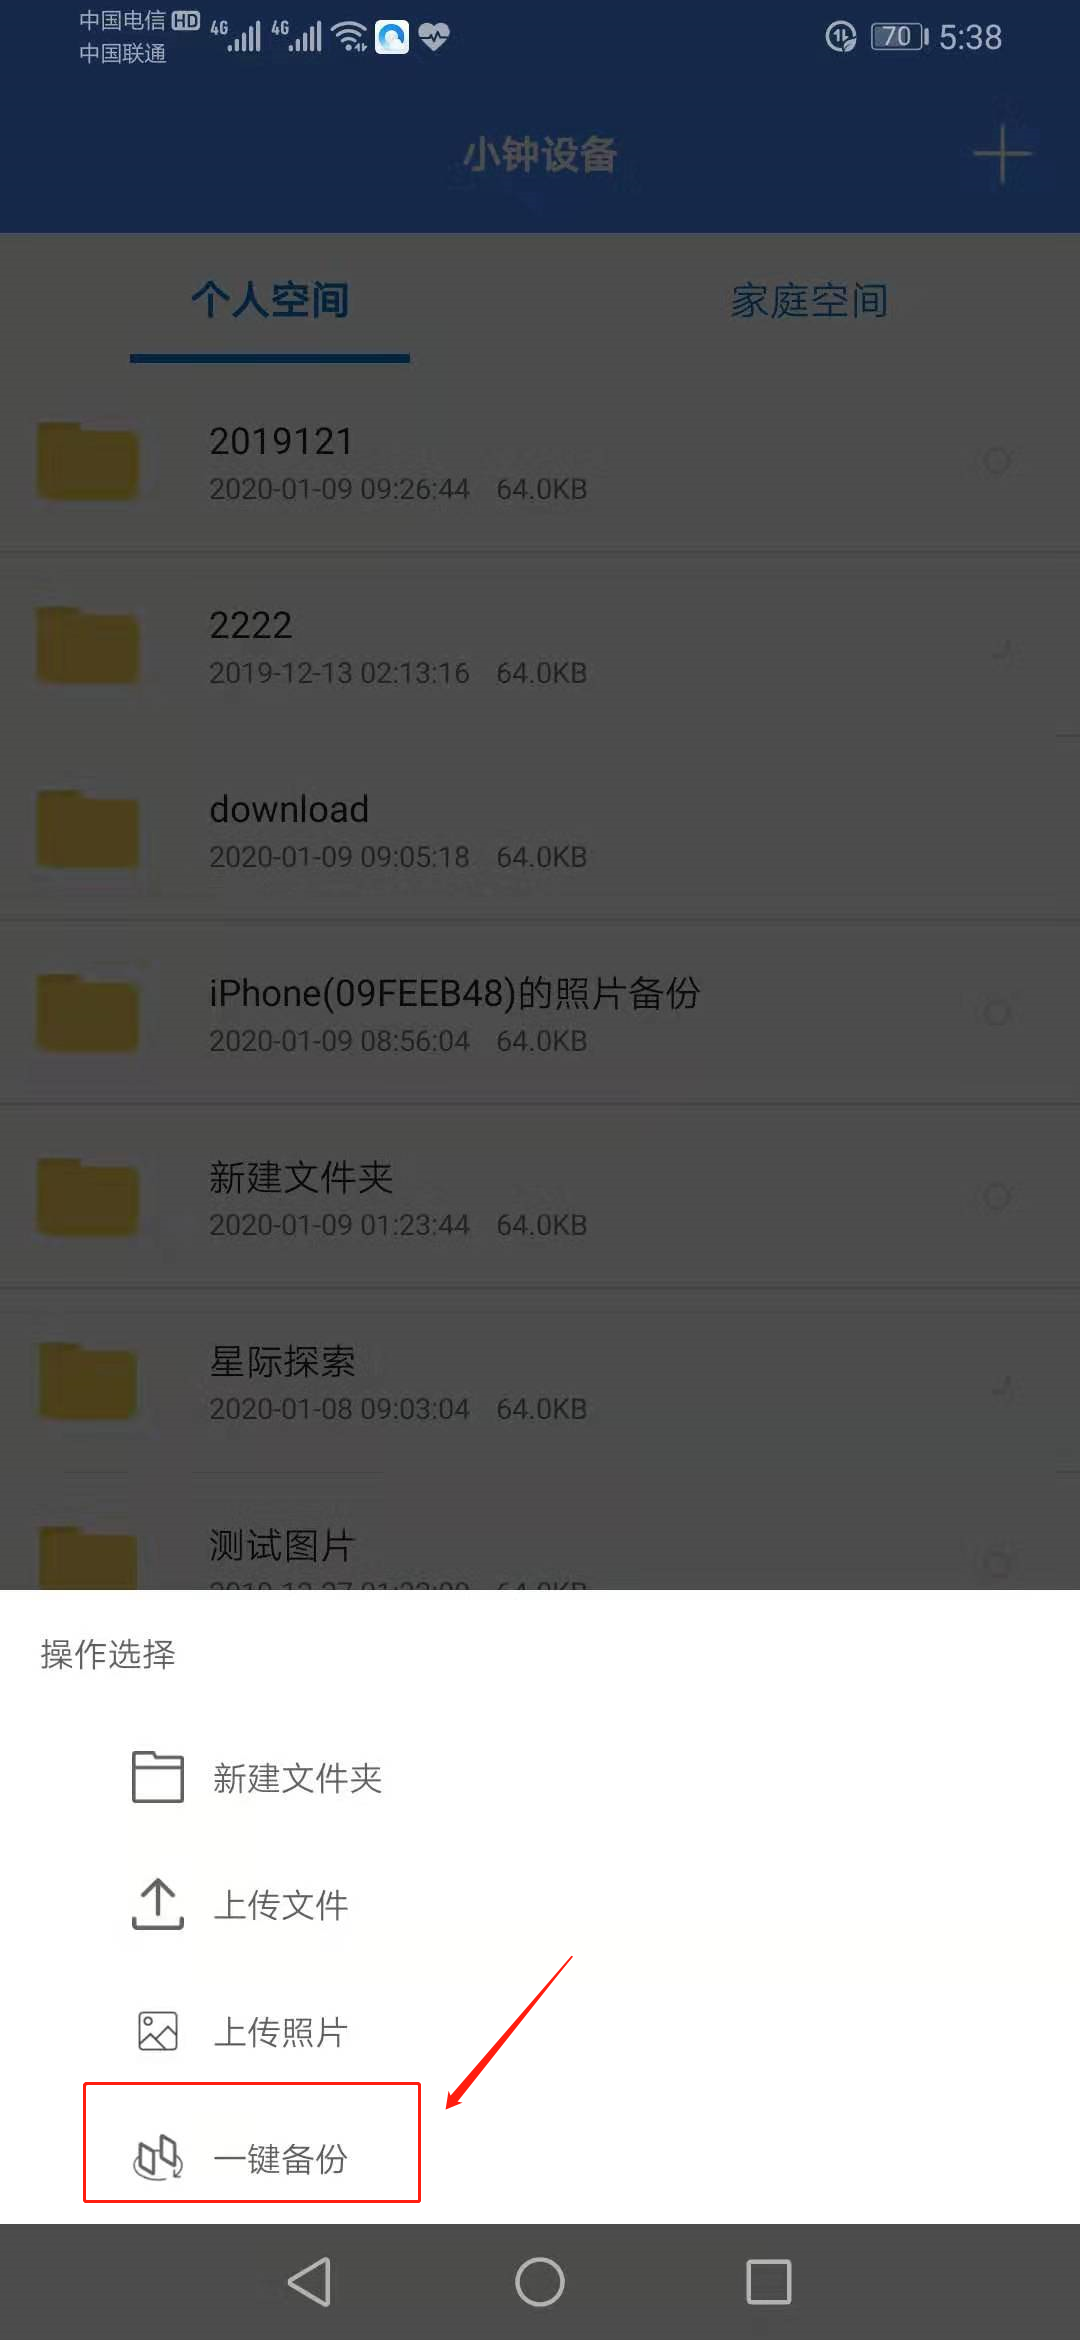 中国电信 HD 4G 4G 70 5:38
中国联通
小钟设备
个人空间 家庭空间
2019121
2020-01-09 09:26:44 64.0KB
2222
2019-12-13 02:13:16 64.0KB
download
2020-01-09 09:05:18 64.0KB
iPhone(09FEEB48)的照片备份
2020-01-09 08:56:04 64.0KB
新建文件夹
2020-01-09 01:23:44 64.0KB
星际探索
2020-01-08 09:03:04 64.0KB
测试图片
操作选择
新建文件夹
上传文件
上传照片
一键备份